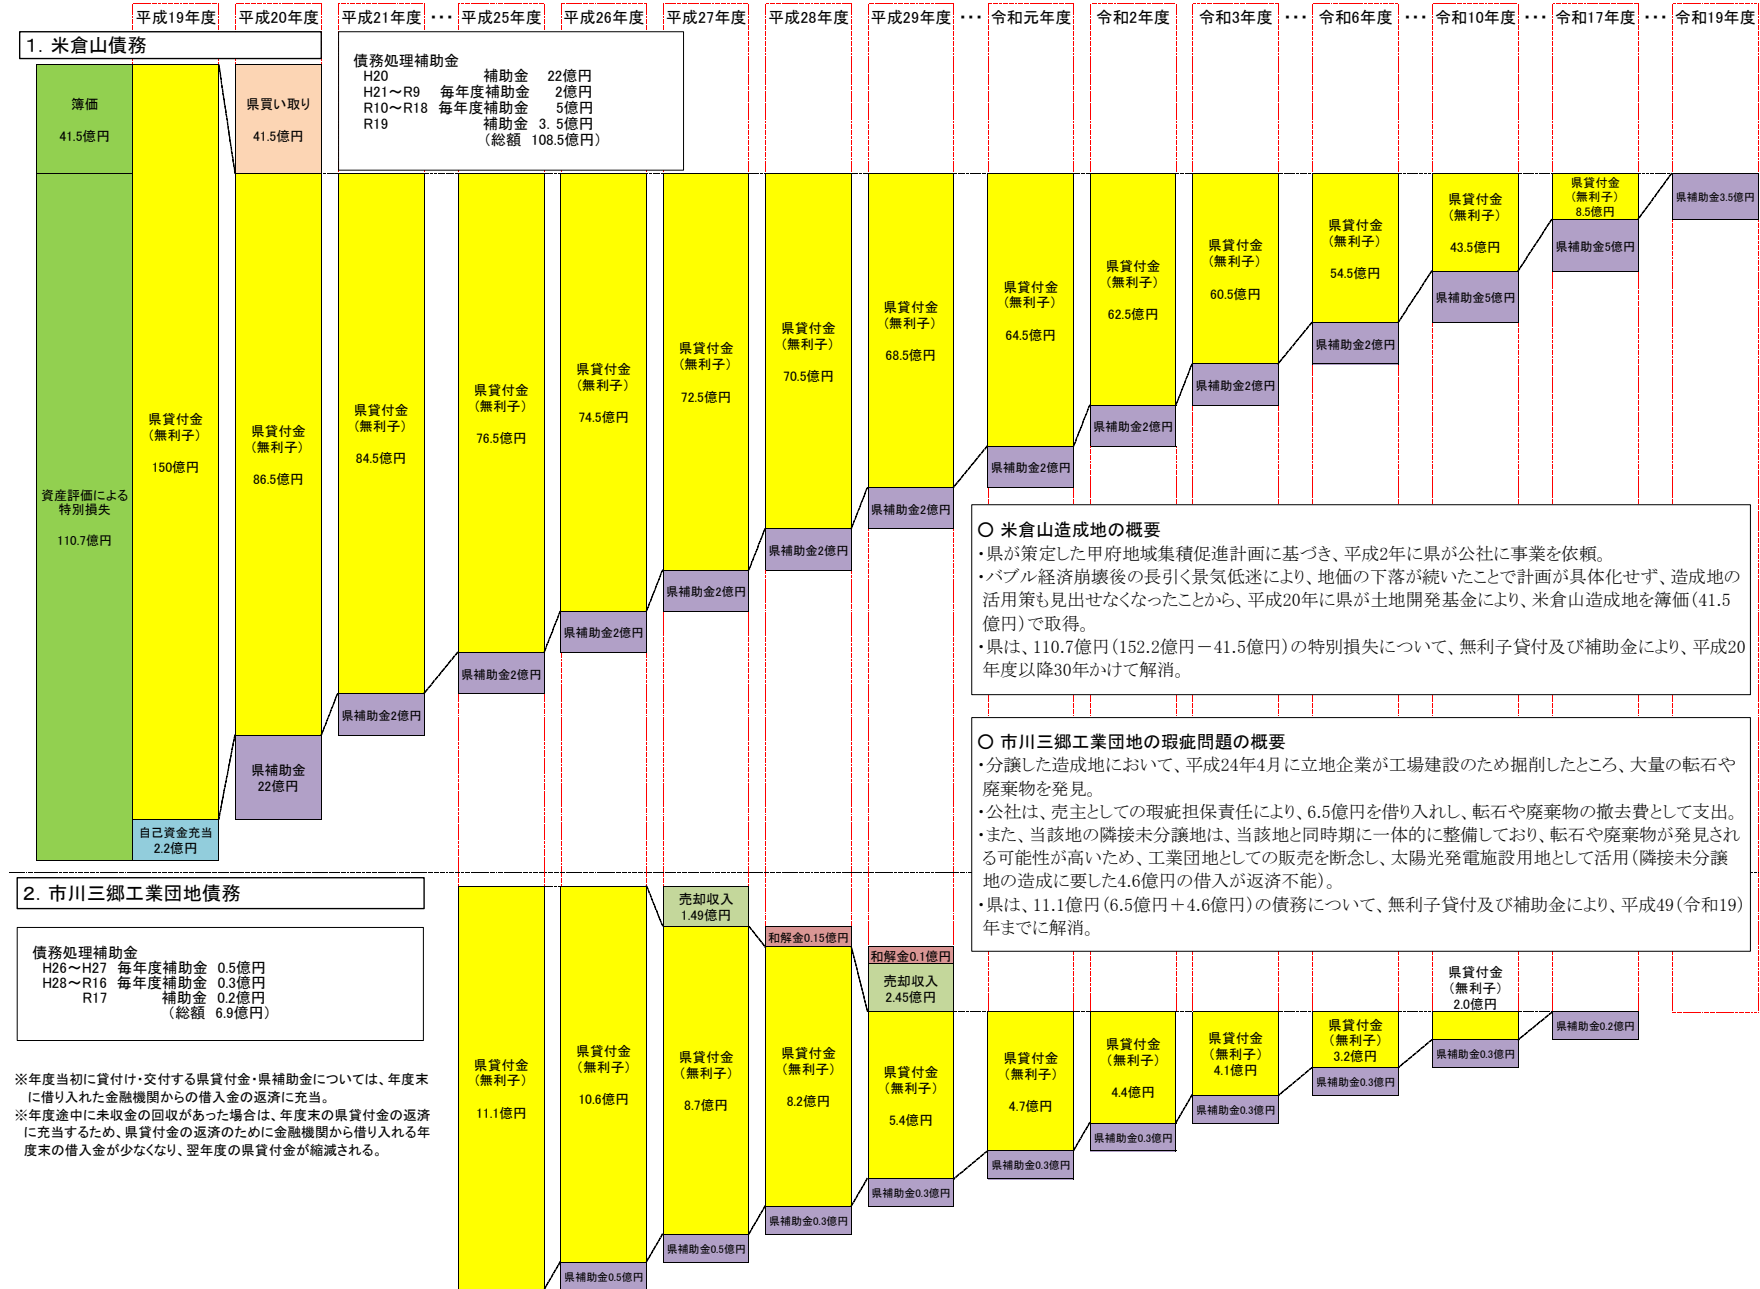 平成19年度 平成20年度 平成21年度 ･･･ 平成25年度 平成26年度 平成27年度 平成28年度 平成29年度 ･･･ 令和元年度 令和2年度 令和3年度 ･･･ 令和6年度 ･･･ 令和10年度 ･･･ 令和17年度 ･･･ 令和19年度
1. 米倉山債務
債務処理補助金
H20 補助金 22億円
H21～R9 毎年度補助金 2億円
R10～R18 毎年度補助金 5億円
R19 補助金 3.5億円
（総額 108.5億円）
簿価
41.5億円
資産評価による
特別損失
110.7億円
県貸付金
（無利子）
150億円
自己資金充当
2.2億円
県買い取り
41.5億円
県貸付金
（無利子）
86.5億円
県補助金
22億円
県貸付金
（無利子）
84.5億円
県補助金2億円
県貸付金
（無利子）
76.5億円
県補助金2億円
県貸付金
（無利子）
74.5億円
県補助金2億円
県貸付金
（無利子）
72.5億円
県補助金2億円
県貸付金
（無利子）
70.5億円
県補助金2億円
県貸付金
（無利子）
68.5億円
県補助金2億円
県貸付金
（無利子）
64.5億円
県補助金2億円
県貸付金
（無利子）
62.5億円
県補助金2億円
県貸付金
（無利子）
60.5億円
県補助金2億円
県貸付金
（無利子）
54.5億円
県補助金2億円
県貸付金
（無利子）
43.5億円
県補助金5億円
県貸付金
（無利子）
8.5億円
県補助金5億円
県補助金3.5億円
○ 米倉山造成地の概要
・県が策定した甲府地域集積促進計画に基づき、平成2年に県が公社に事業を依頼。
・バブル経済崩壊後の長引く景気低迷により、地価の下落が続いたことで計画が具体化せず、造成地の
活用策も見出せなくなったことから、平成20年に県が土地開発基金により、米倉山造成地を簿価（41.5
億円）で取得。
・県は、110.7億円（152.2億円－41.5億円）の特別損失について、無利子貸付及び補助金により、平成20
年度以降30年かけて解消。
○ 市川三郷工業団地の瑕疵問題の概要
・分譲した造成地において、平成24年4月に立地企業が工場建設のため掘削したところ、大量の転石や
廃棄物を発見。
・公社は、売主としての瑕疵担保責任により、6.5億円を借り入れし、転石や廃棄物の撤去費として支出。
・また、当該地の隣接未分譲地は、当該地と同時期に一体的に整備しており、転石や廃棄物が発見され
る可能性が高いため、工業団地としての販売を断念し、太陽光発電施設用地として活用（隣接未分譲
地の造成に要した4.6億円の借入が返済不能）。
・県は、11.1億円（6.5億円＋4.6億円）の債務について、無利子貸付及び補助金により、平成49（令和19）
年までに解消。
2. 市川三郷工業団地債務
債務処理補助金
H26～H27 毎年度補助金 0.5億円
H28～R16 毎年度補助金 0.3億円
R17 補助金 0.2億円
（総額 6.9億円）
※年度当初に貸付け・交付する県貸付金・県補助金については、年度末
に借り入れた金融機関からの借入金の返済に充当。
※年度途中に未収金の回収があった場合は、年度末の県貸付金の返済
に充当するため、県貸付金の返済のために金融機関から借り入れる年
度末の借入金が少なくなり、翌年度の県貸付金が縮減される。
県貸付金
（無利子）
11.1億円
県貸付金
（無利子）
10.6億円
県補助金0.5億円
売却収入
1.49億円
県貸付金
（無利子）
8.7億円
県補助金0.5億円
和解金0.15億円
県貸付金
（無利子）
8.2億円
県補助金0.3億円
和解金0.1億円
売却収入
2.45億円
県貸付金
（無利子）
5.4億円
県補助金0.3億円
県貸付金
（無利子）
4.7億円
県補助金0.3億円
県貸付金
（無利子）
4.4億円
県補助金0.3億円
県貸付金
（無利子）
4.1億円
県補助金0.3億円
県貸付金
（無利子）
3.2億円
県補助金0.3億円
県貸付金
（無利子）
2.0億円
県補助金0.3億円
県補助金0.2億円